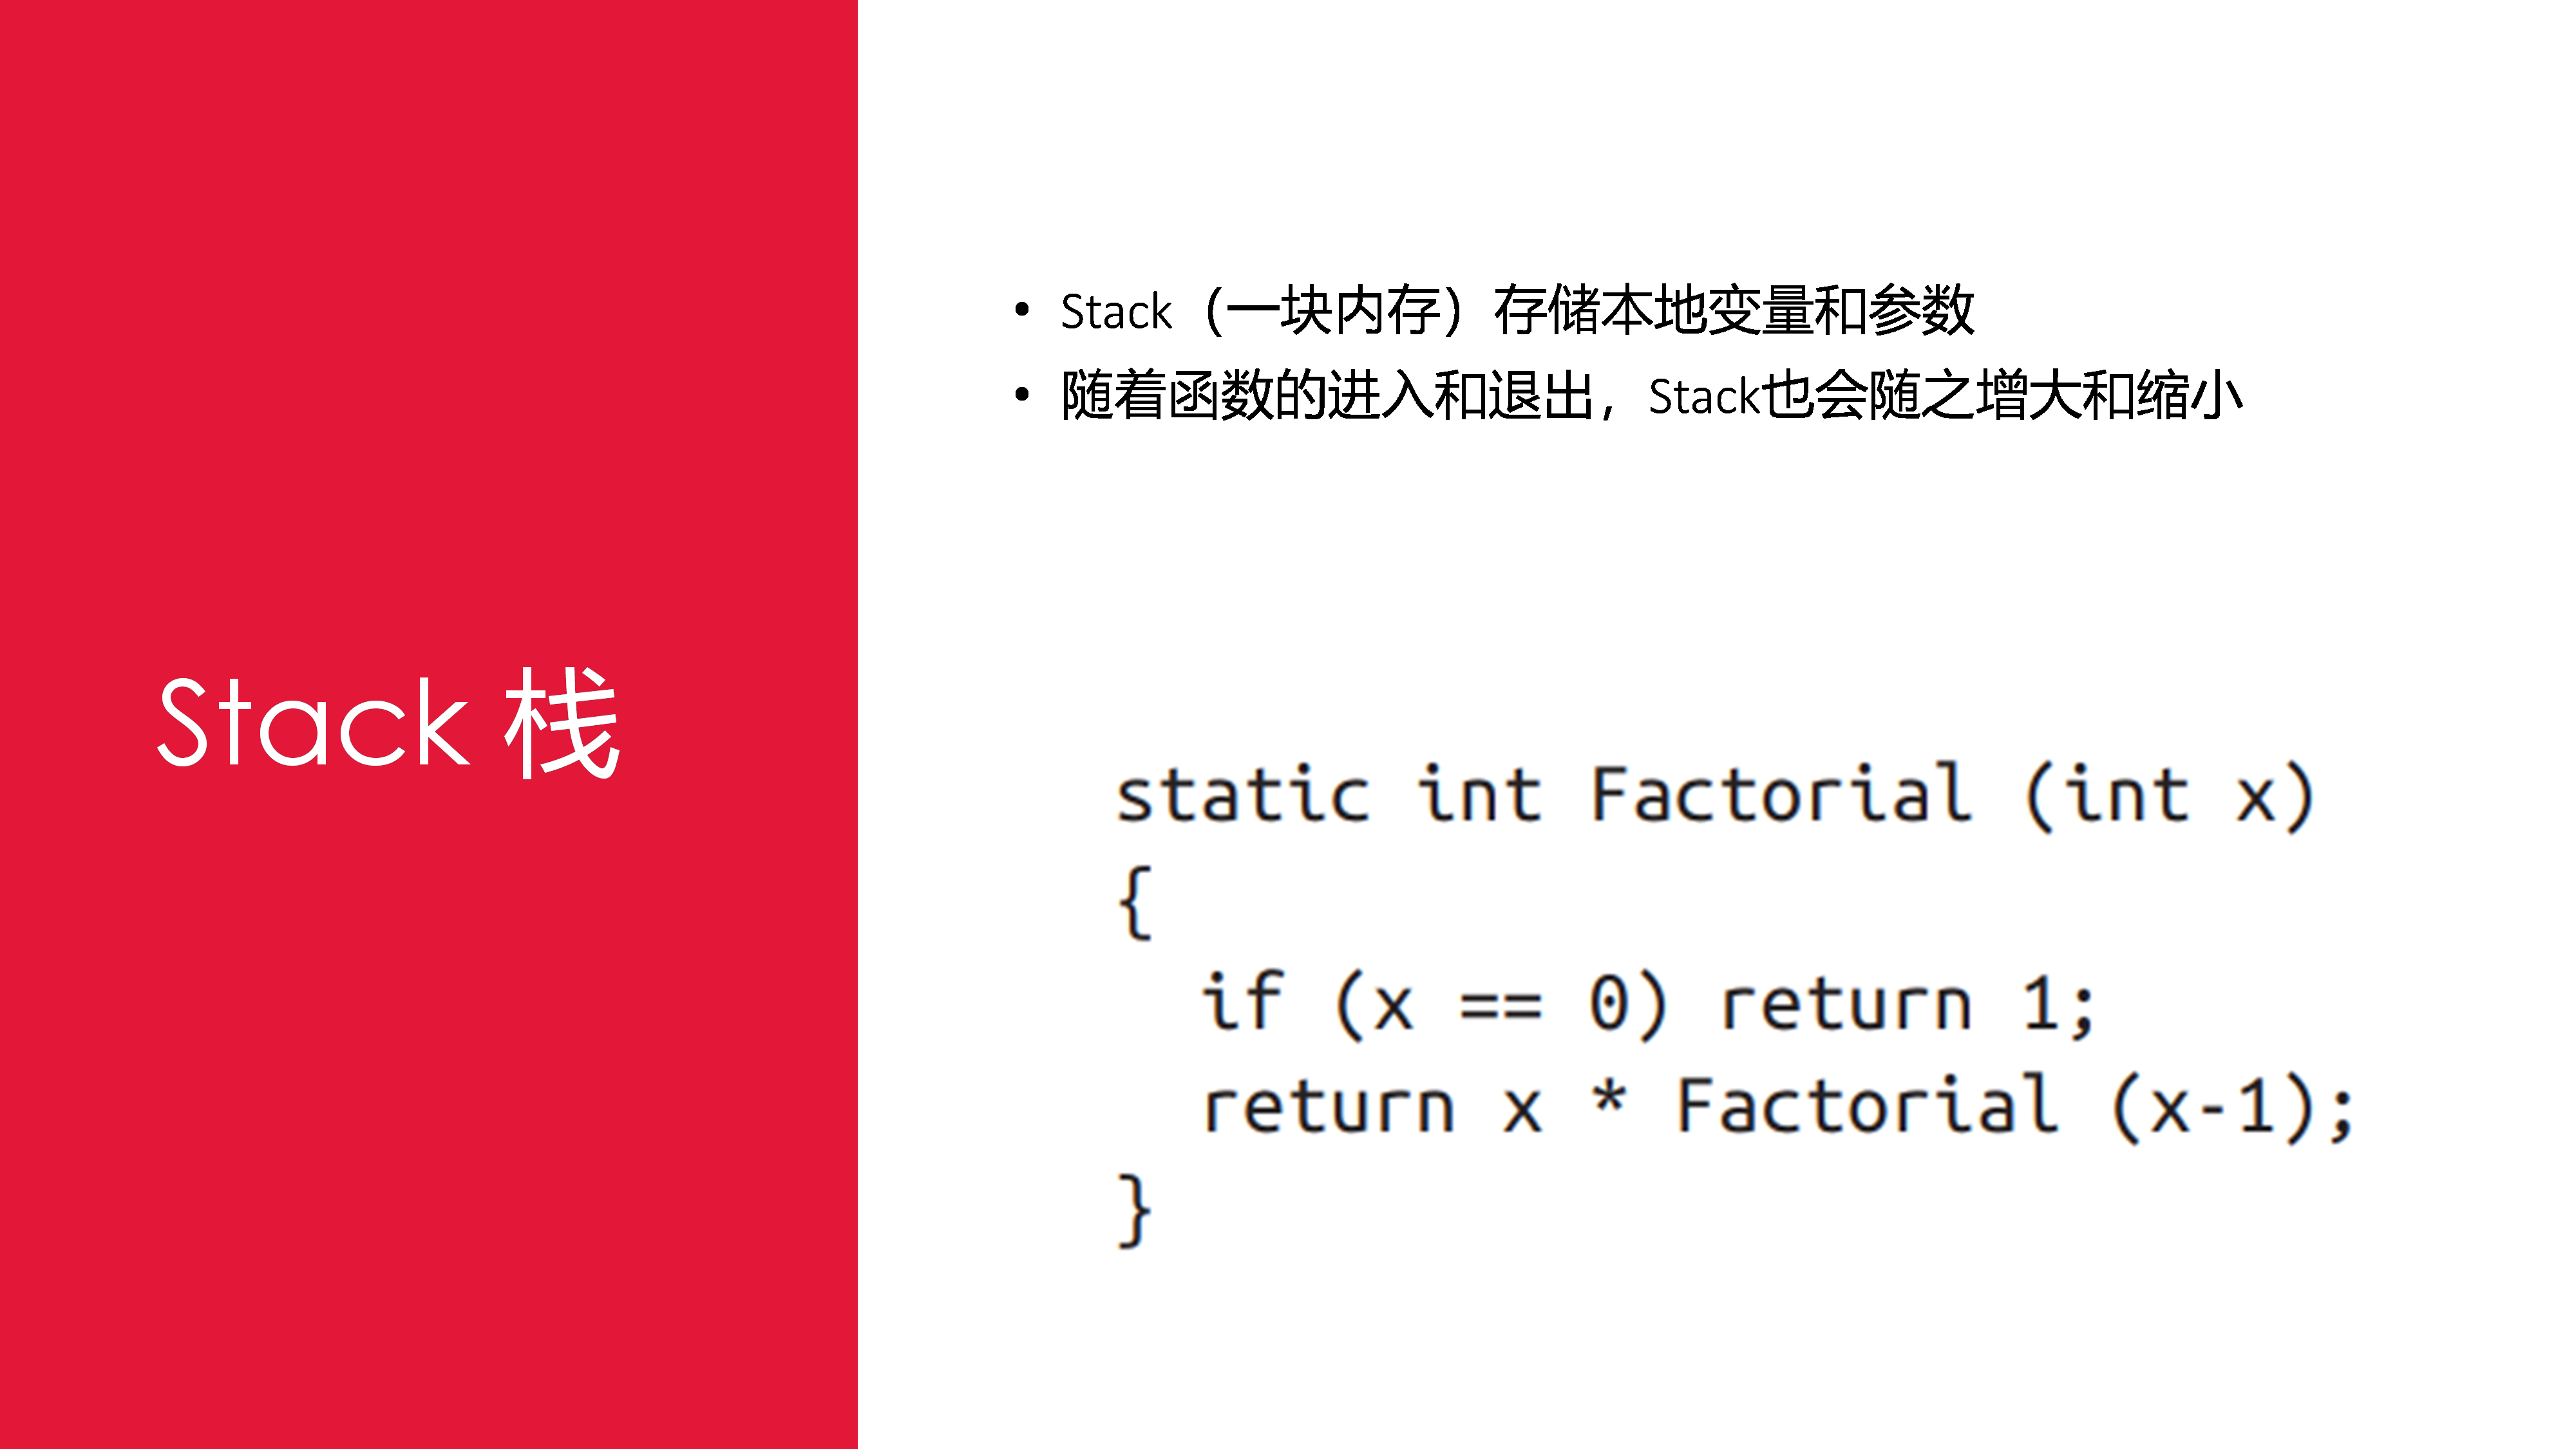 Stack 栈
• Stack（一块内存）存储本地变量和参数
• 随着函数的进入和退出，Stack也会随之增大和缩小
static int Factorial (int x)
{
  if (x == 0) return 1;
  return x * Factorial (x-1);
}